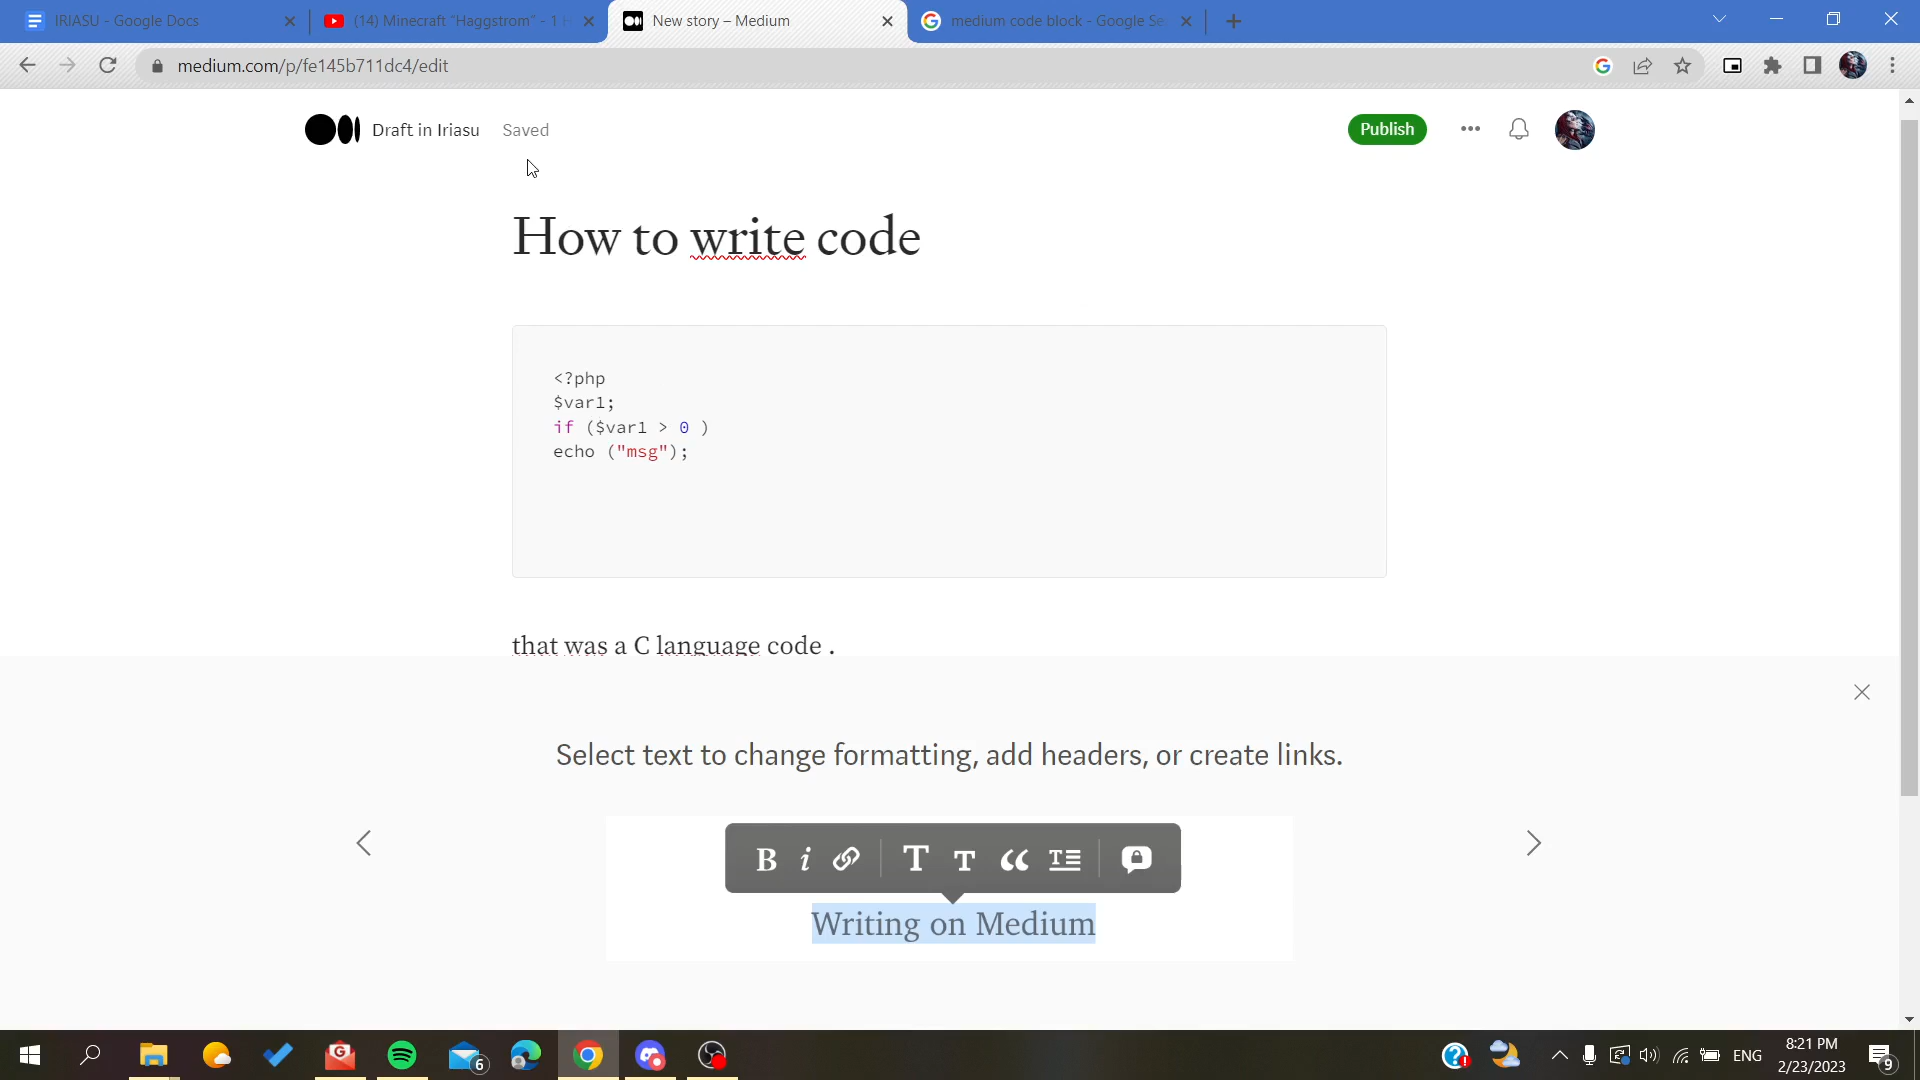 IRIASU - Google Docs
(14) Minecraft "Haggstrom" - 1 H
New story – Medium
medium code block - Google Se
medium.com/p/fe145b711dc4/edit
Draft in Iriasu Saved
Publish
How to write code
<?php
$var1;
if ($var1 > 0 )
echo ("msg");
that was a C language code .
Select text to change formatting, add headers, or create links.
B i T T
Writing on Medium
6
ENG
8:21 PM
2/23/2023
9